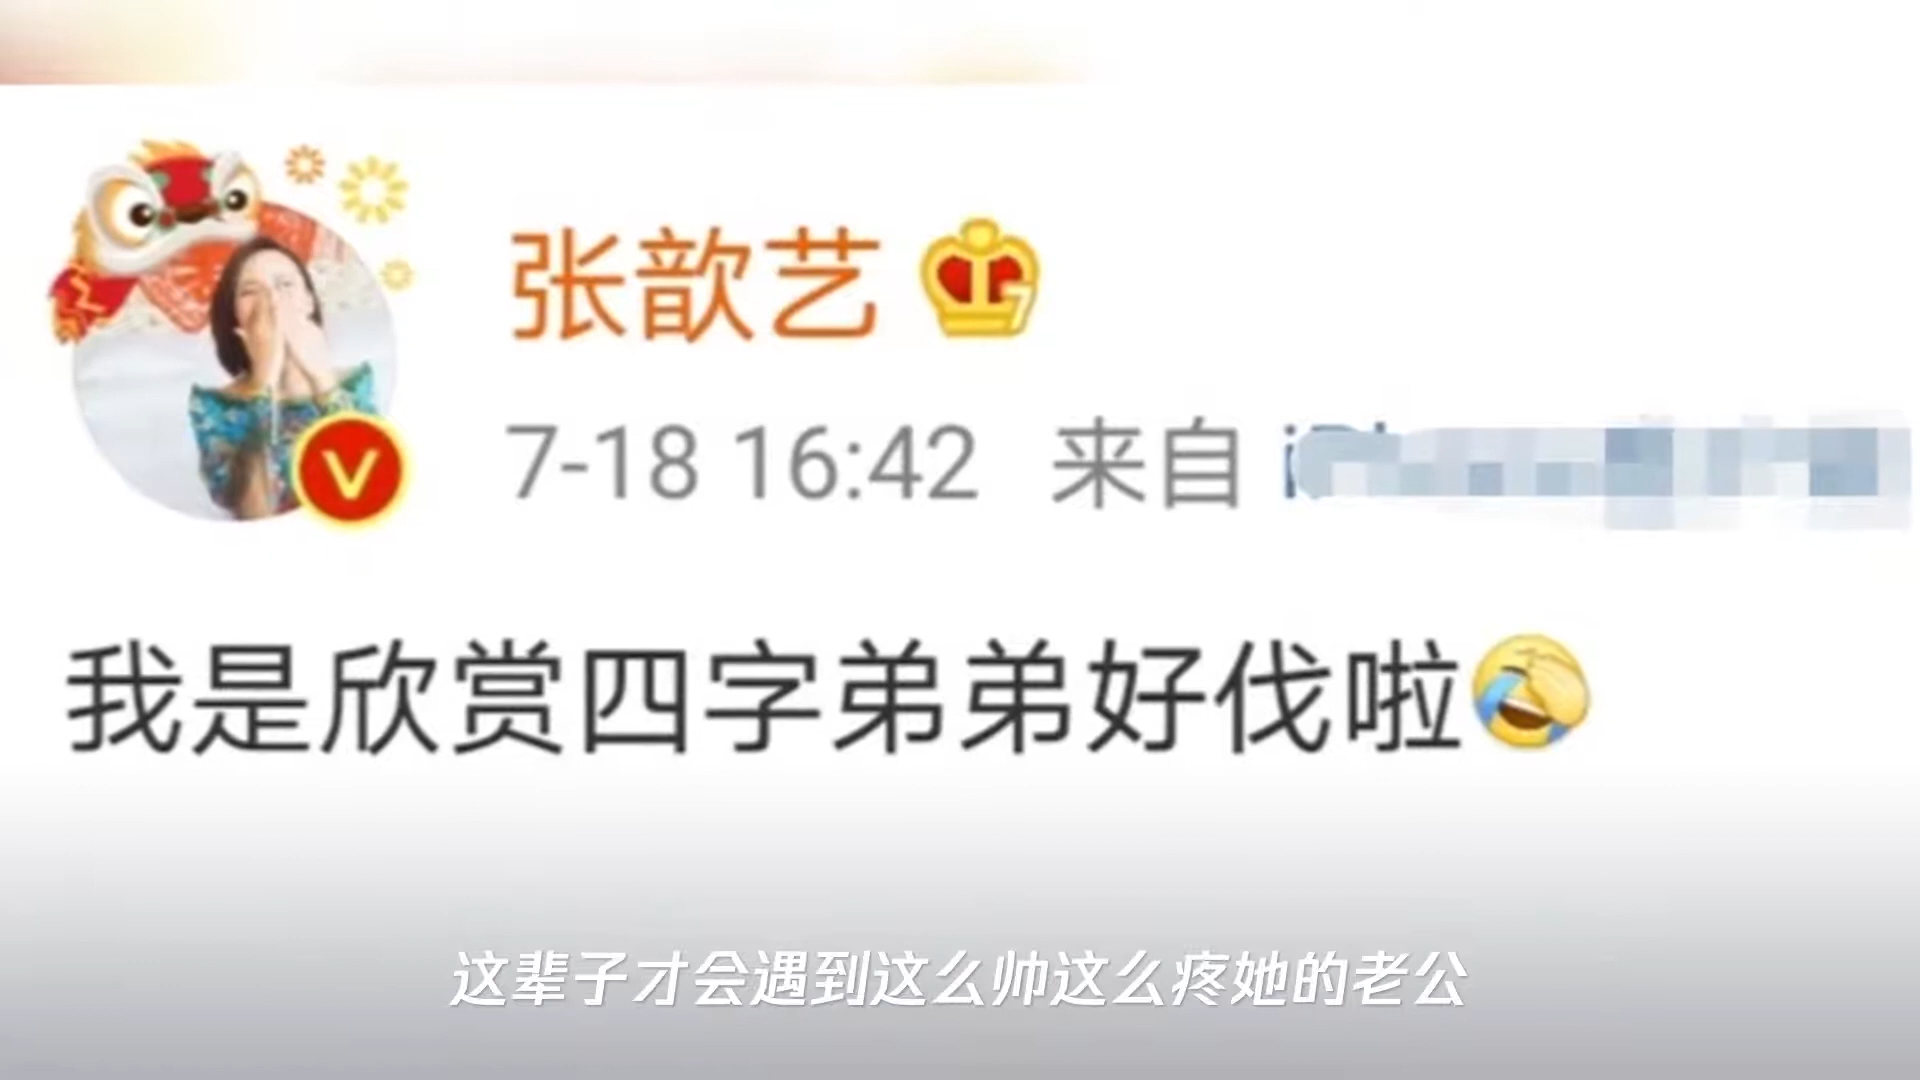 张歆艺
7-18 16:42 来自
我是欣赏四字弟弟好伐啦
这辈子才会遇到这么帅这么疼她的老公